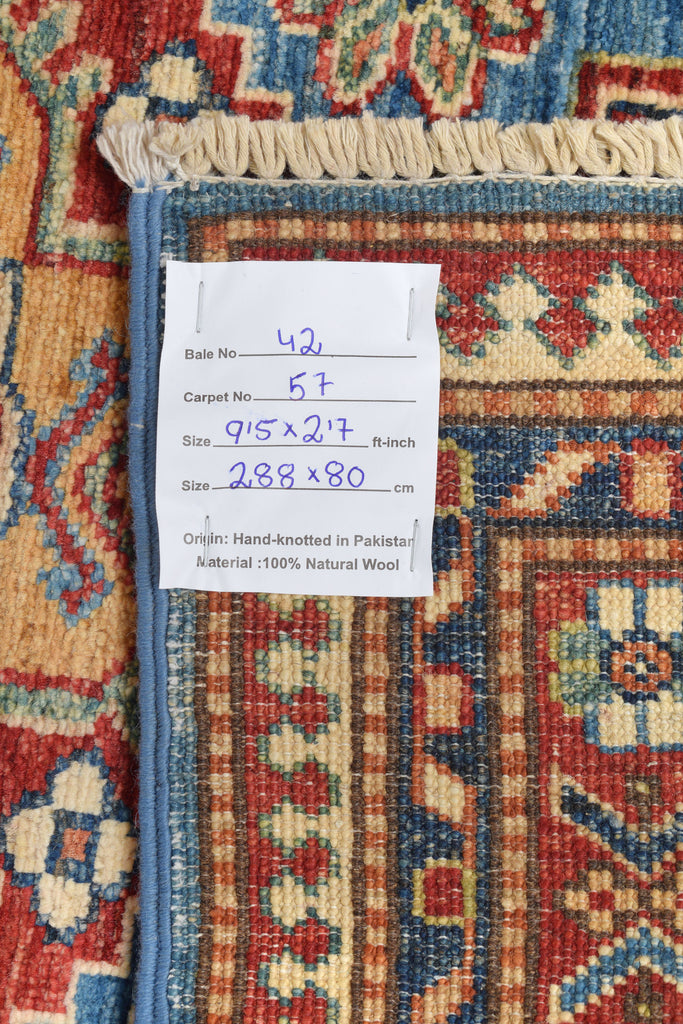 Bale No 42
Carpet No 57
Size 9'5 x 2'7 ft-inch
Size 288 x 80 cm
Origin: Hand-knotted in Pakistan
Material :100% Natural Wool